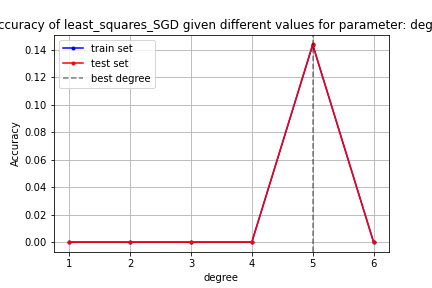 ccuracy of least_squares_SGD given different values for parameter: deg
train set
test set
best degree
Accuracy
0.14
0.12
0.10
0.08
0.06
0.04
0.02
0.00
1 2 3 4 5 6
degree